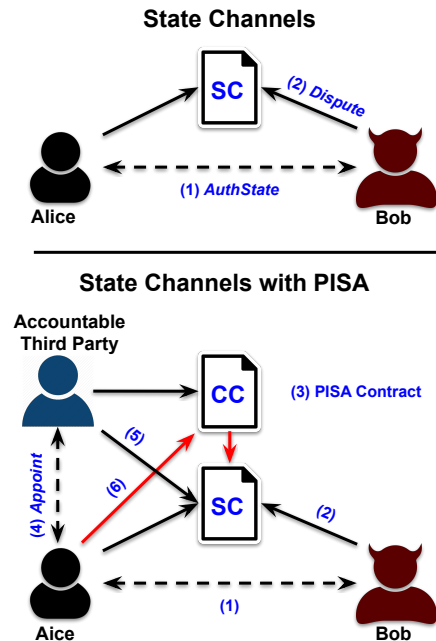 State Channels
SC
(2) Dispute
(1) AuthState
Alice
Bob
State Channels with PISA
Accountable
Third Party
CC
(3) PISA Contract
(5)
(4) Appoint
(6)
SC
(2)
(1)
Aice
Bob